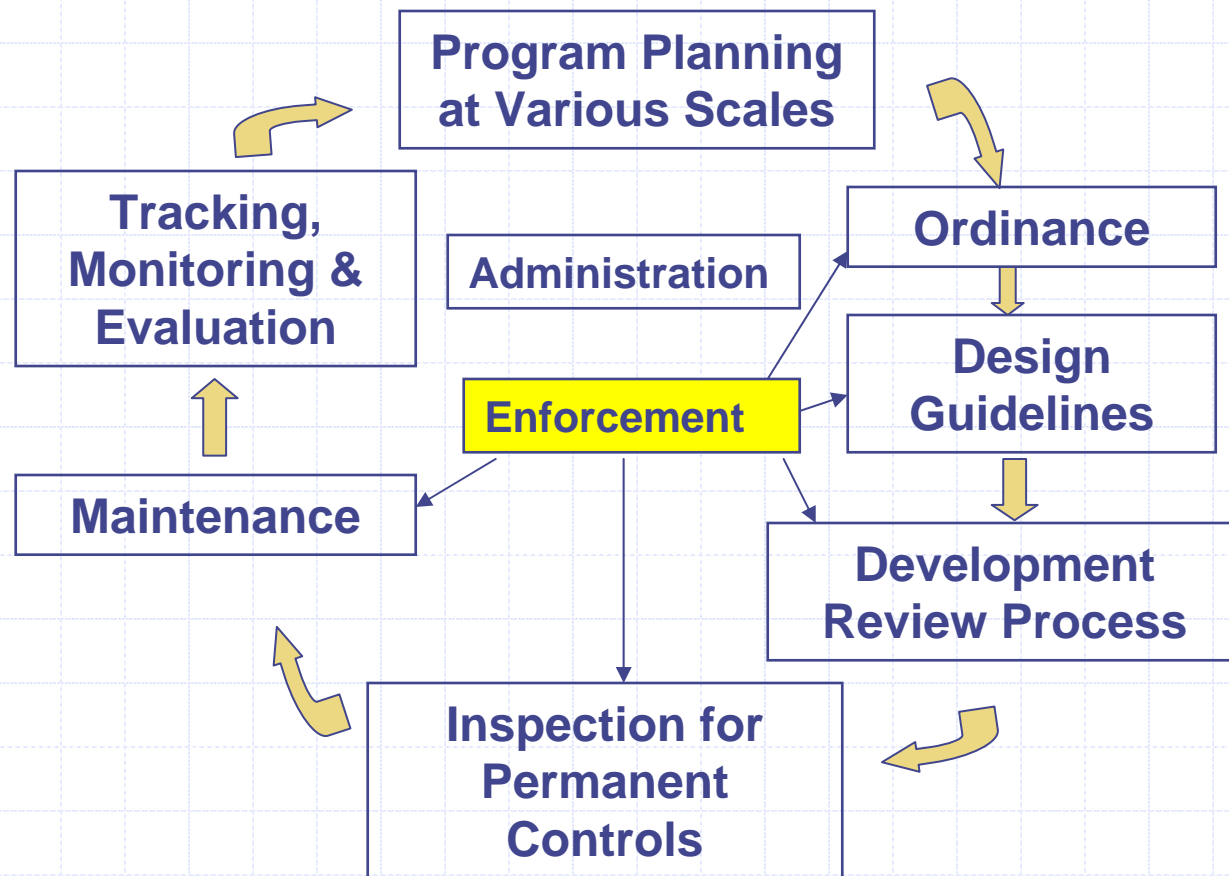 Program Planning
at Various Scales
Tracking,
Monitoring &
Evaluation
Ordinance
Administration
Design
Guidelines
Enforcement
Maintenance
Development
Review Process
Inspection for
Permanent
Controls